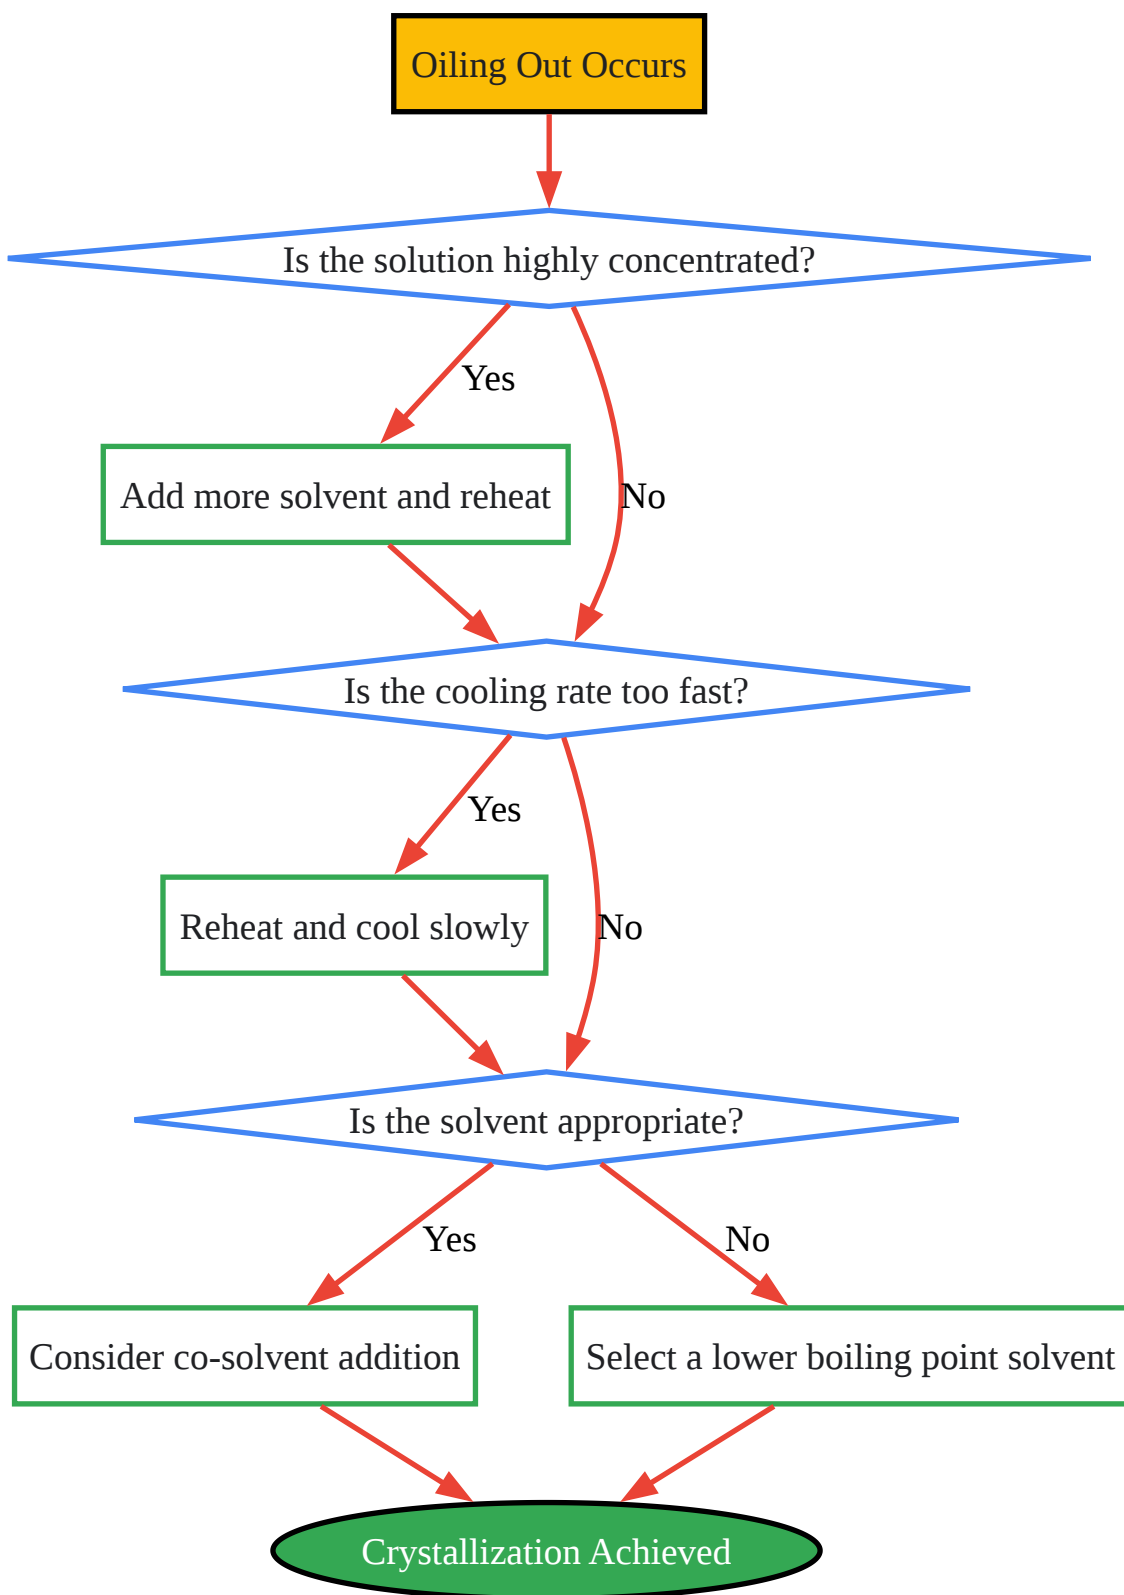 Oiling Out Occurs
Is the solution highly concentrated?
Yes
Add more solvent and reheat
No
Is the cooling rate too fast?
Yes
Reheat and cool slowly
No
Is the solvent appropriate?
Yes
No
Consider co-solvent addition
Select a lower boiling point solvent
Crystallization Achieved